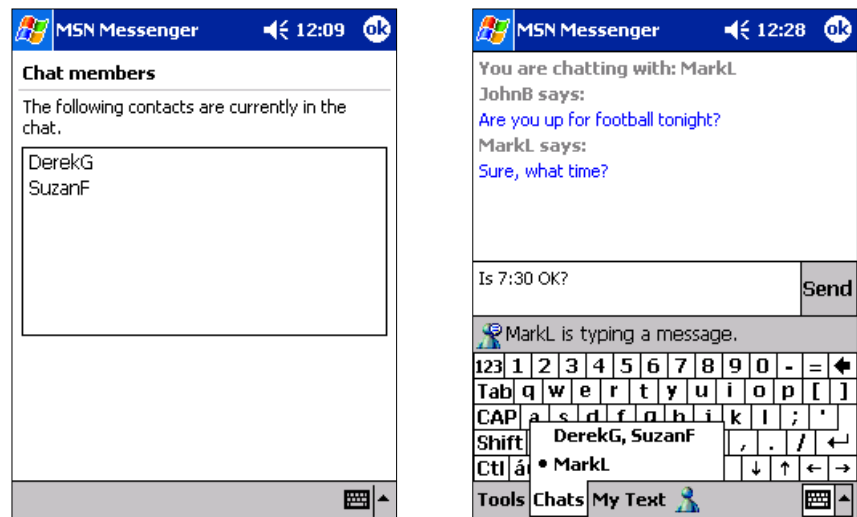 MSN Messenger 12:09 ok
Chat members
The following contacts are currently in the
chat.
DerekG
SuzanF
MSN Messenger 12:28 ok
You are chatting with: MarkL
JohnB says:
Are you up for football tonight?
MarkL says:
Sure, what time?
Is 7:30 OK?
Send
MarkL is typing a message.
123 1 2 3 4 5 6 7 8 9 0 - =
Tab q w e r t y u i o p [ ]
CAP a s d f g h j k l ; '
Shift , . /
DerekG, SuzanF
Ctl á
• MarkL
Tools Chats My Text